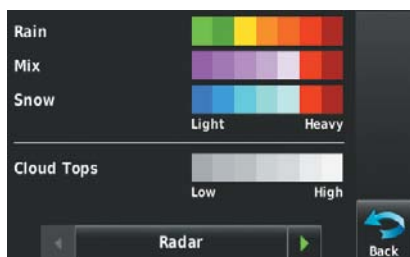 Rain
Mix
Snow
Light Heavy
Cloud Tops
Low High
Radar
Back